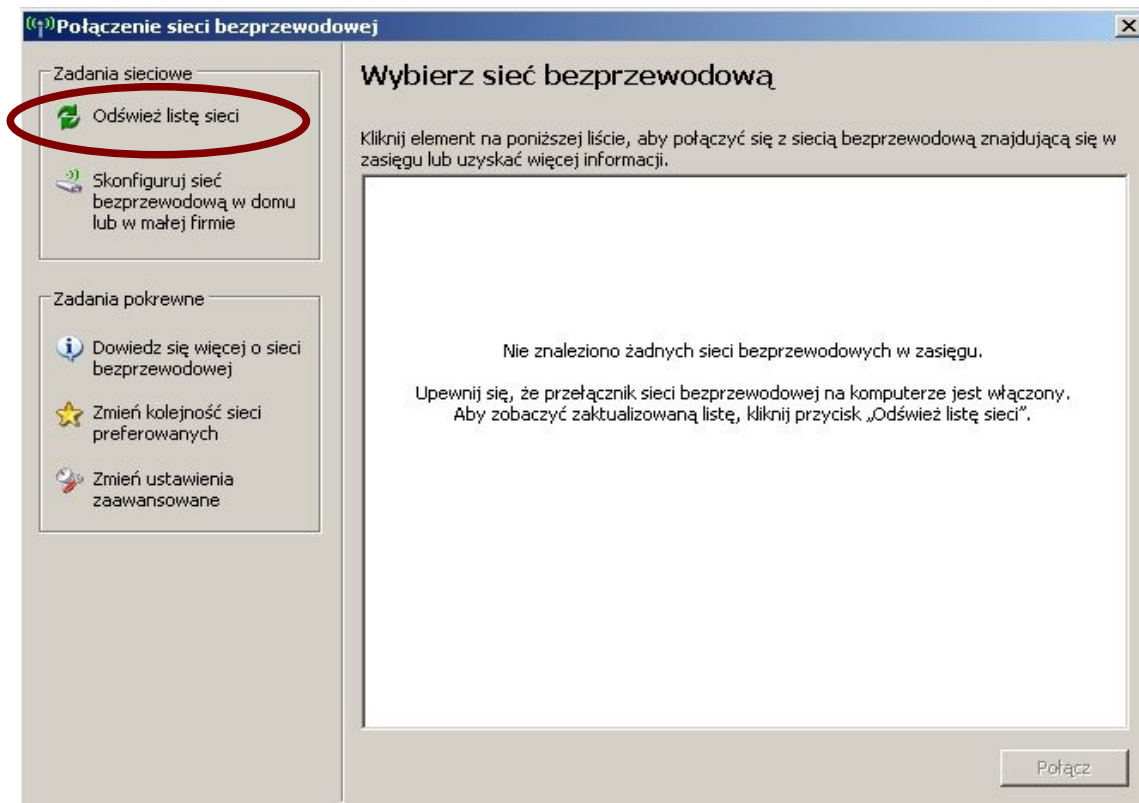 Połączenie sieci bezprzewodowej
Zadania sieciowe
Odśwież listę sieci
Skonfiguruj sieć
bezprzewodową w domu
lub w małej firmie
Zadania pokrewne
Dowiedz się więcej o sieci
bezprzewodowej
Zmień kolejność sieci
preferowanych
Zmień ustawienia
zaawansowane
Wybierz sieć bezprzewodową
Kliknij element na poniższej liście, aby połączyć się z siecią bezprzewodową znajdującą się w
zasięgu lub uzyskać więcej informacji.
Nie znaleziono żadnych sieci bezprzewodowych w zasięgu.
Upewnij się, że przełącznik sieci bezprzewodowej na komputerze jest włączony.
Aby zobaczyć zaktualizowaną listę, kliknij przycisk „Odśwież listę sieci”.
Połącz